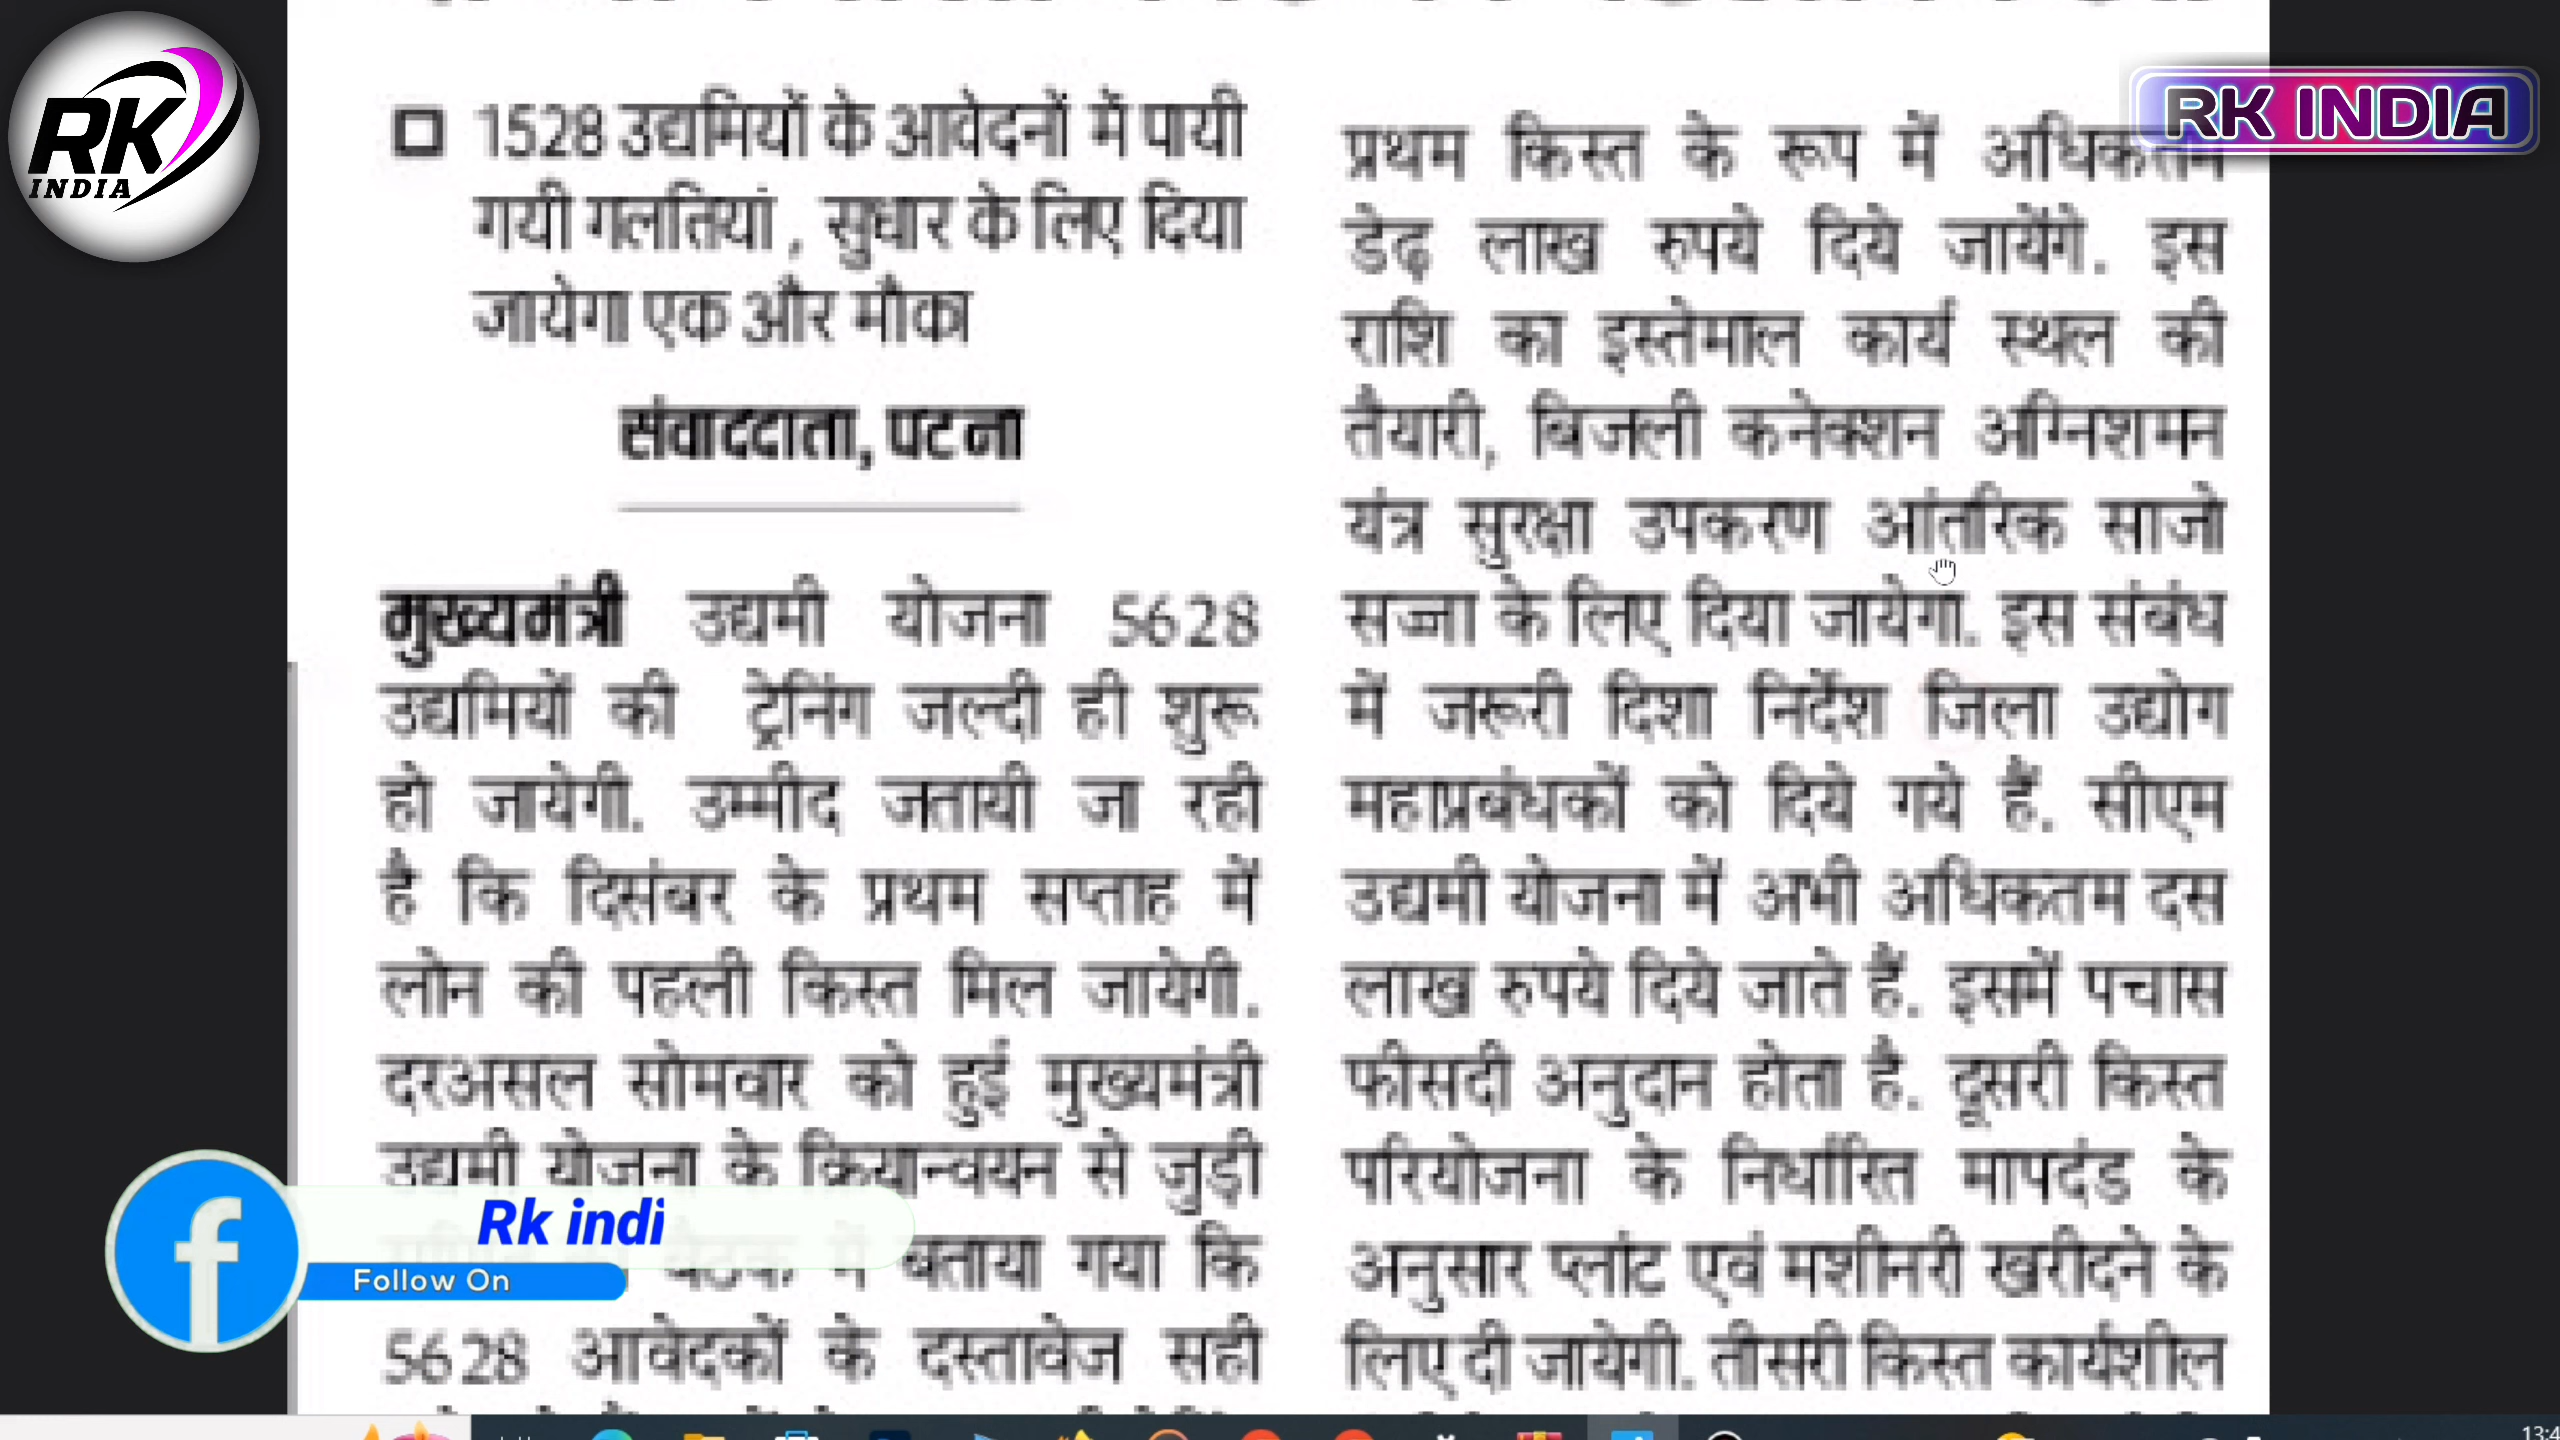 RK
INDIA
RK INDIA
1528 उद्यमियों के आवेदनों में पायी
गयी गलतियां, सुधार के लिए दिया
जायेगा एक और मौका
संवाददाता, पटना
मुख्यमंत्री उद्यमी योजना 5628
उद्यमियों की ट्रेनिंग जल्दी ही शुरू
हो जायेगी. उम्मीद जतायी जा रही
है कि दिसंबर के प्रथम सप्ताह में
लोन की पहली किस्त मिल जायेगी.
दरअसल सोमवार को हुई मुख्यमंत्री
उद्यमी योजना के क्रियान्वयन से जुड़ी
बैठक में बताया गया कि
5628 आवेदकों के दस्तावेज सही
प्रथम किस्त के रूप में अधिकतम
डेढ़ लाख रुपये दिये जायेंगे. इस
राशि का इस्तेमाल कार्य स्थल की
तैयारी, बिजली कनेक्शन अग्निशमन
यंत्र सुरक्षा उपकरण आंतरिक साजो
सज्जा के लिए दिया जायेगा. इस संबंध
में जरूरी दिशा निर्देश जिला उद्योग
महाप्रबंधकों को दिये गये हैं. सीएम
उद्यमी योजना में अभी अधिकतम दस
लाख रुपये दिये जाते हैं. इसमें पचास
फीसदी अनुदान होता है. दूसरी किस्त
परियोजना के निर्धारित मापदंड के
अनुसार प्लांट एवं मशीनरी खरीदने के
लिए दी जायेगी. तीसरी किस्त कार्यशील
Rk indi
Follow On
13:4